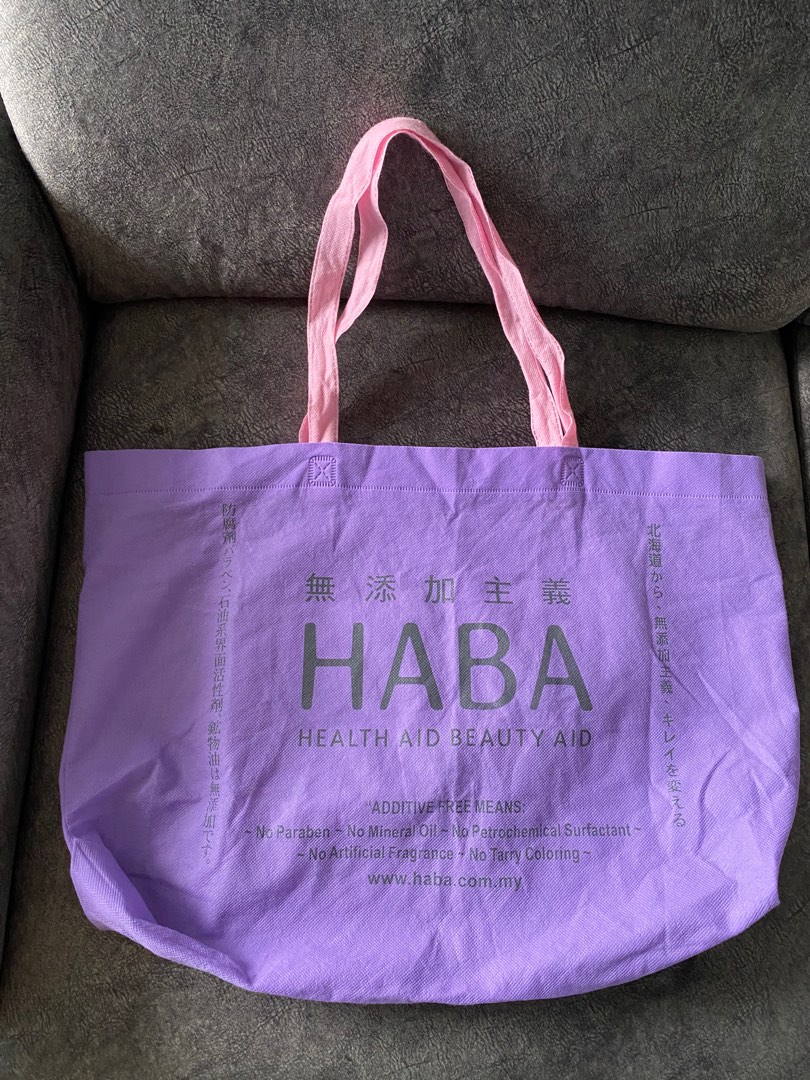 無添加主義
HABA
HEALTH AID BEAUTY AID
"ADDITIVE FREE MEANS:
~ No Paraben ~ No Mineral Oil ~ No Petrochemical Surfactant ~
~ No Artificial Fragrance ~ No Tarry Coloring ~
www.haba.com.my
北海道から、無添加主義、キレイを変える
防腐劑パラベン、石油系界面活性劑、鉱物油は無添加です。